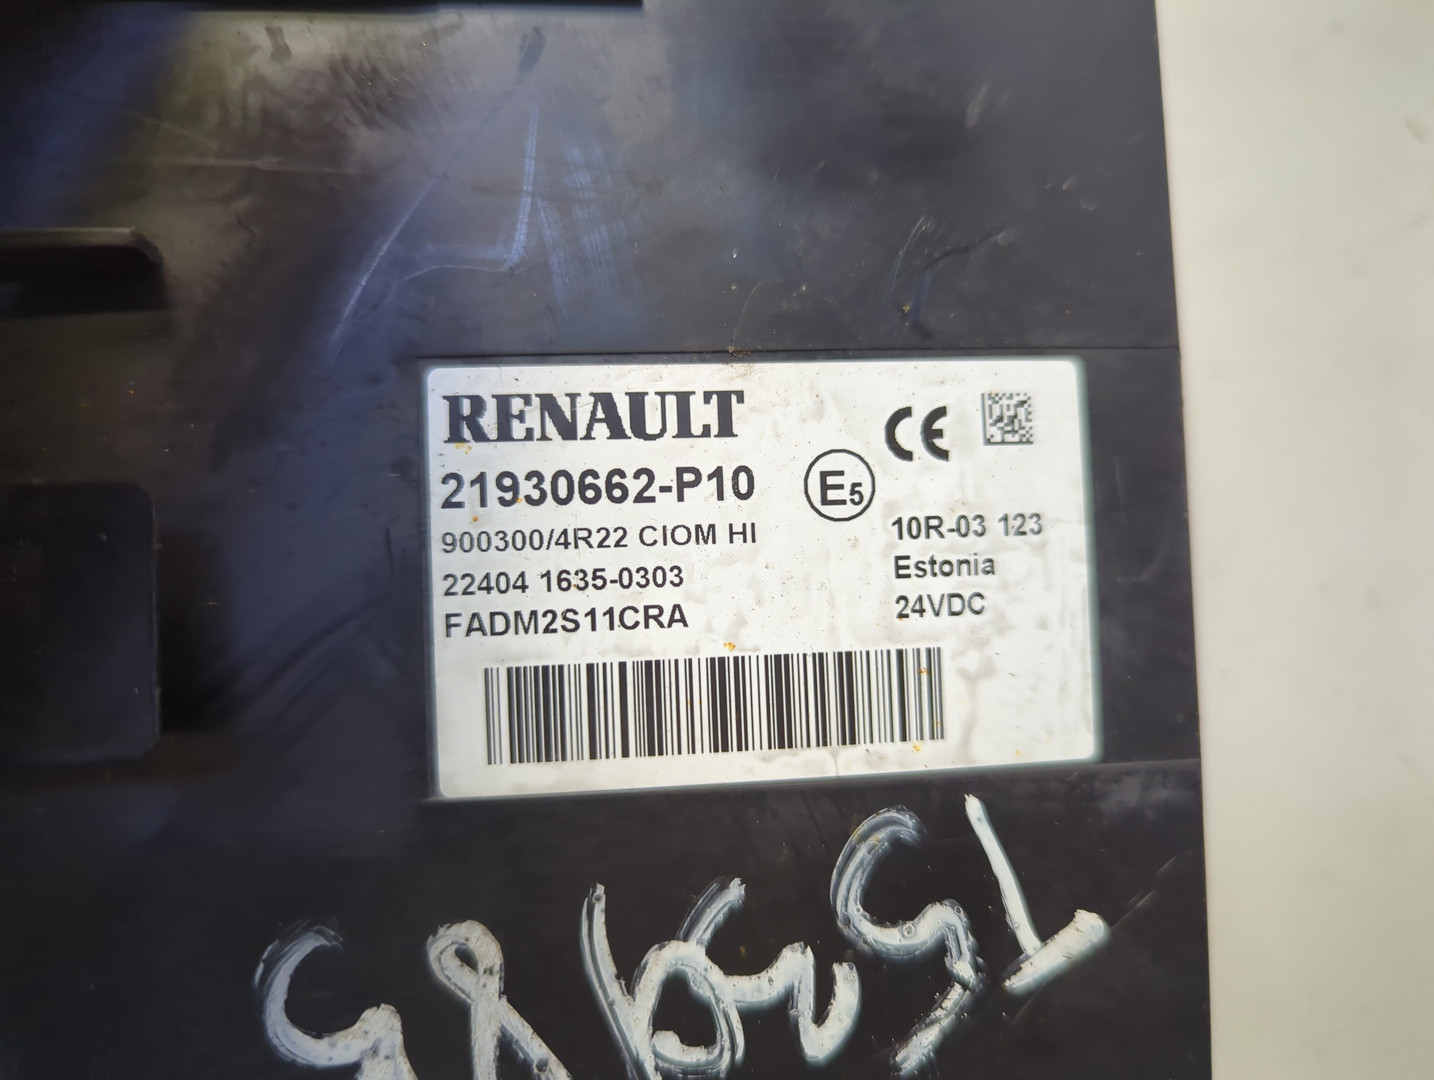 RENAULT
CE
21930662-P10
E5
900300/4R22 CIOM HI
10R-03 123
22404 1635-0303
Estonia
FADM2S11CRA
24VDC